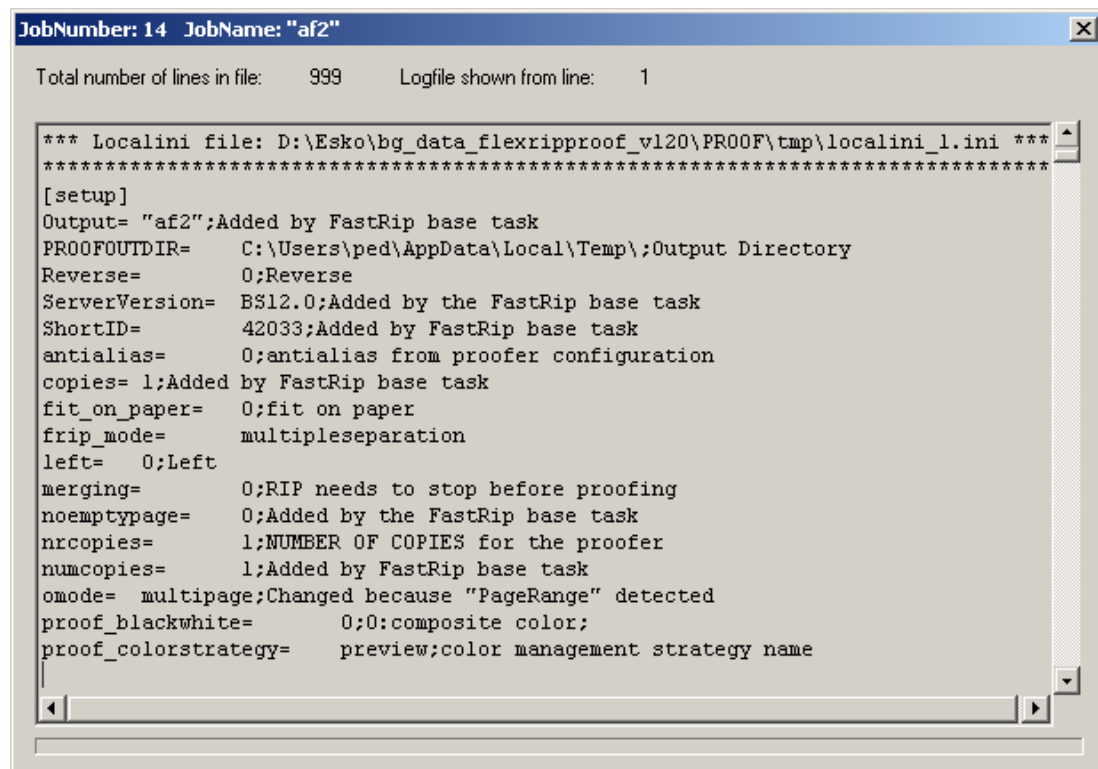 JobNumber: 14 JobName: "af2"
Total number of lines in file: 999 Logfile shown from line: 1
*** Localini file: D:\Esko\bg_data_flexripproof_v120\PROOF\tmp\localini_1.ini ***
*********************************************************************************
[setup]
Output= "af2";Added by FastRip base task
PROOFOUTDIR= C:\Users\ped\AppData\Local\Temp\;Output Directory
Reverse= 0;Reverse
ServerVersion= BS12.0;Added by the FastRip base task
ShortID= 42033;Added by FastRip base task
antialias= 0;antialias from proofer configuration
copies= 1;Added by FastRip base task
fit_on_paper= 0;fit on paper
frip_mode= multipleseparation
left= 0;Left
merging= 0;RIP needs to stop before proofing
noemptypage= 0;Added by the FastRip base task
nrcopies= 1;NUMBER OF COPIES for the proofer
numcopies= 1;Added by FastRip base task
omode= multipage;Changed because "PageRange" detected
proof_blackwhite= 0;0:composite color;
proof_colorstrategy= preview;color management strategy name